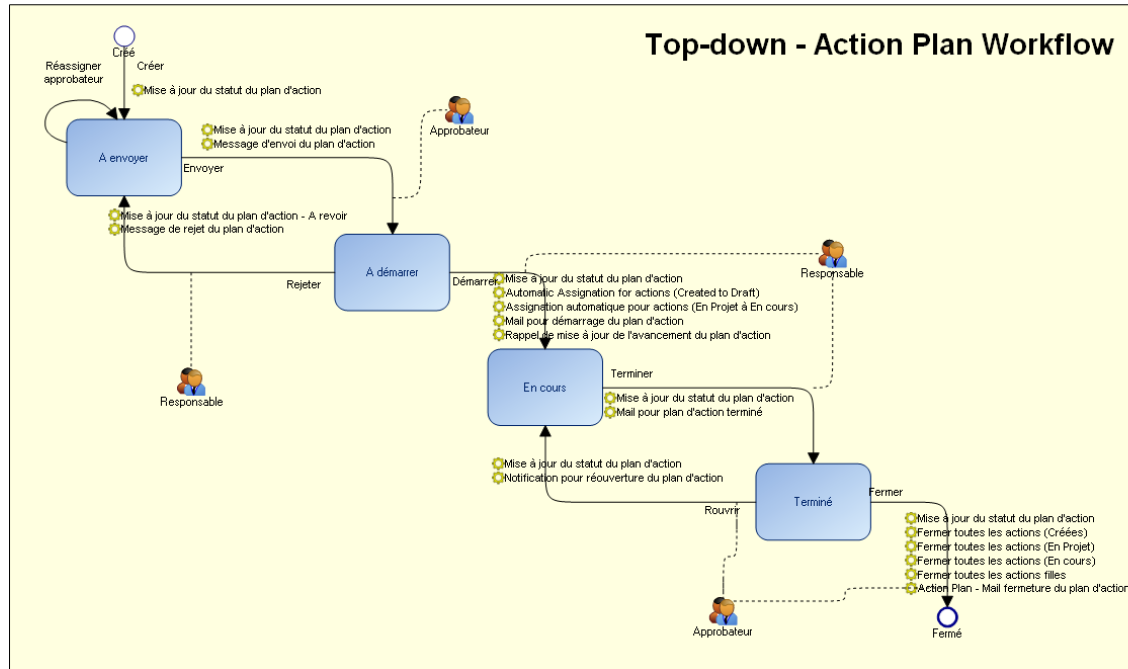 Top-down - Action Plan Workflow
Créé
Réassigner
approbateur
Créer
Mise à jour du statut du plan d'action
A envoyer
Mise à jour du statut du plan d'action
Message d'envoi du plan d'action
Envoyer
Approbateur
Mise à jour du statut du plan d'action - A revoir
Message de rejet du plan d'action
Rejeter
A démarrer
Démarrer
Responsable
Mise à jour du statut du plan d'action
Automatic Assignation for actions (Created to Draft)
Assignation automatique pour actions (En Projet à En cours)
Mail pour démarrage du plan d'action
Rappel de mise à jour de l'avancement du plan d'action
Responsable
En cours
Terminer
Mise à jour du statut du plan d'action
Mail pour plan d'action terminé
Mise à jour du statut du plan d'action
Notification pour réouverture du plan d'action
Rouvrir
Terminé
Fermer
Mise à jour du statut du plan d'action
Fermer toutes les actions (Créées)
Fermer toutes les actions (En Projet)
Fermer toutes les actions (En cours)
Fermer toutes les actions filles
Action Plan - Mail fermeture du plan d'action
Approbateur
Fermé